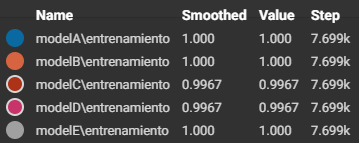 Name Smoothed Value Step
modelA\entrenamiento 1.000 1.000 7.699k
modelB\entrenamiento 1.000 1.000 7.699k
modelC\entrenamiento 0.9967 0.9967 7.699k
modelD\entrenamiento 0.9967 0.9967 7.699k
modelE\entrenamiento 1.000 1.000 7.699k